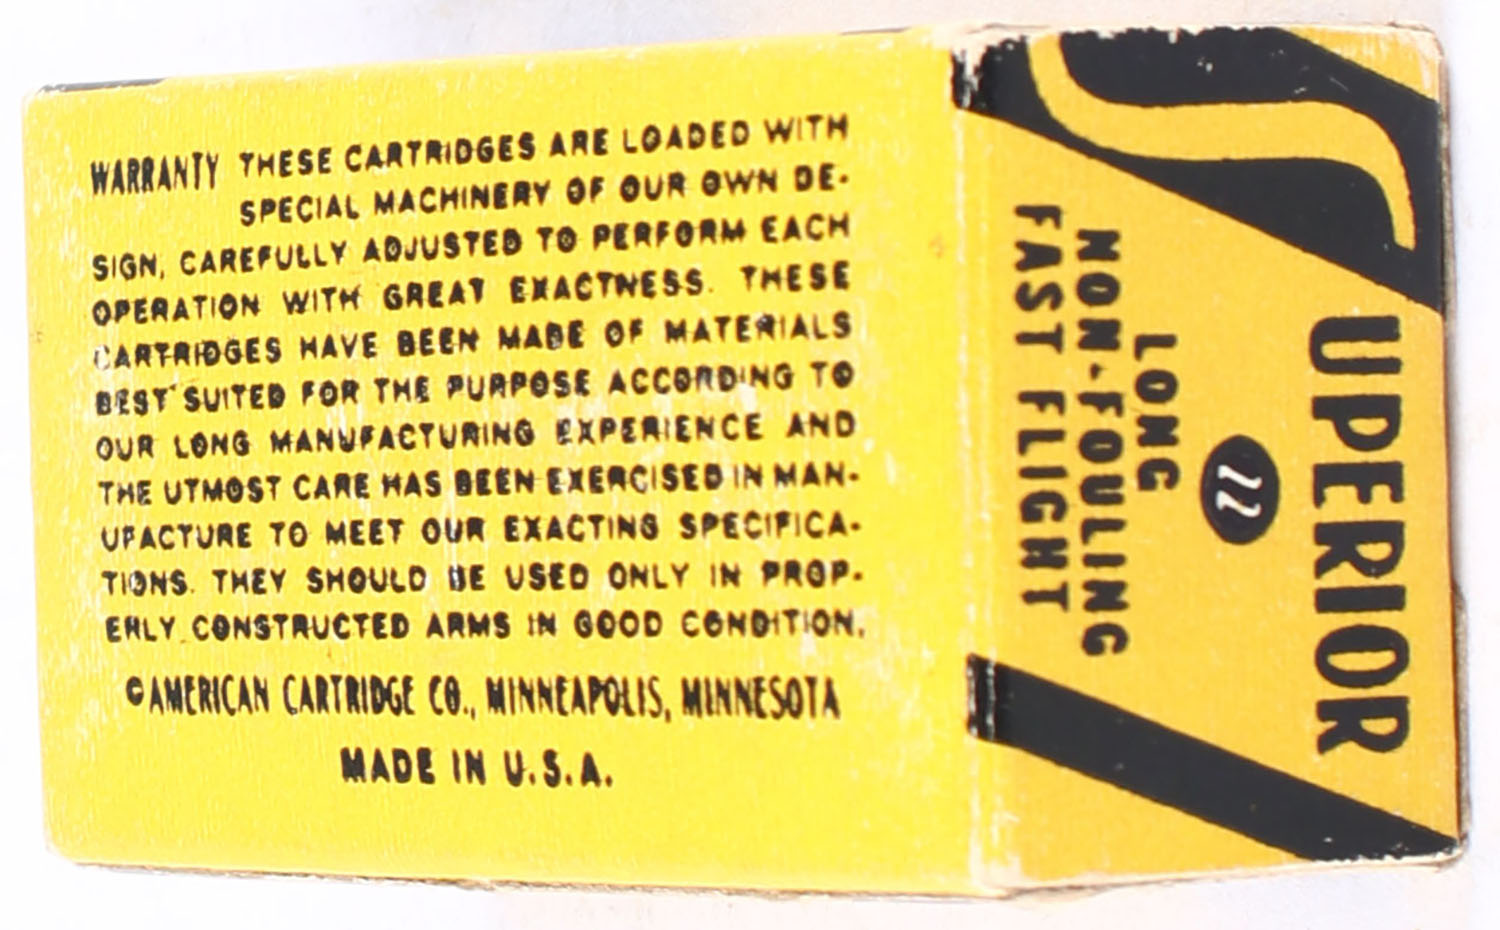 WARRANTY THESE CARTRIDGES ARE LOADED WITH
SPECIAL MACHINERY OF OUR OWN DE-
SIGN, CAREFULLY ADJUSTED TO PERFORM EACH
OPERATION WITH GREAT EXACTNESS. THESE
CARTRIDGES HAVE BEEN MADE OF MATERIALS
BEST SUITED FOR THE PURPOSE ACCORDING TO
OUR LONG MANUFACTURING EXPERIENCE AND
THE UTMOST CARE HAS BEEN EXERCISED IN MAN-
UFACTURE TO MEET OUR EXACTING SPECIFICA-
TIONS. THEY SHOULD BE USED ONLY IN PROP-
ERLY CONSTRUCTED ARMS IN GOOD CONDITION.
©AMERICAN CARTRIDGE CO., MINNEAPOLIS, MINNESOTA
MADE IN U.S.A.
SUPERIOR
22
LONG
NON-FOULING
FAST FLIGHT